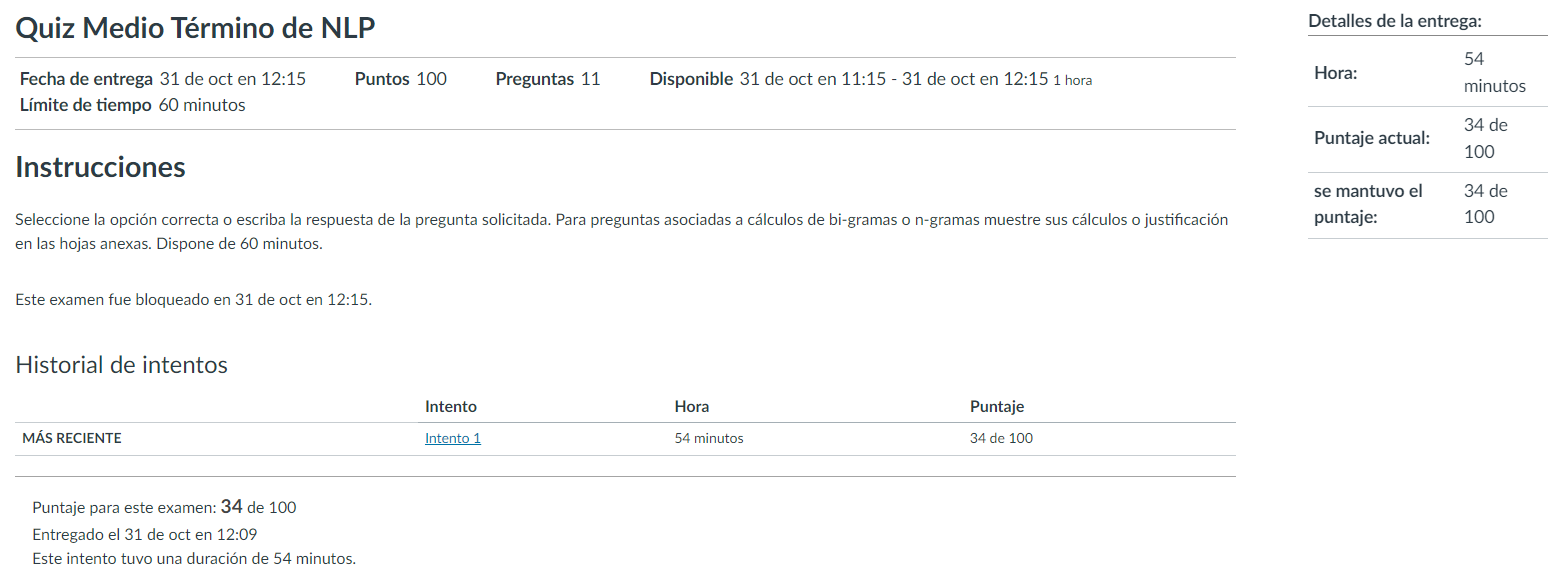 Quiz Medio Término de NLP
Fecha de entrega 31 de oct en 12:15 Puntos 100 Preguntas 11 Disponible 31 de oct en 11:15 - 31 de oct en 12:15 1 hora
Límite de tiempo 60 minutos
Instrucciones
Seleccione la opción correcta o escriba la respuesta de la pregunta solicitada. Para preguntas asociadas a cálculos de bi-gramas o n-gramas muestre sus cálculos o justificación
en las hojas anexas. Dispone de 60 minutos.
Este examen fue bloqueado en 31 de oct en 12:15.
Historial de intentos
Intento Hora Puntaje
MÁS RECIENTE Intento 1 54 minutos 34 de 100
Puntaje para este examen: 34 de 100
Entregado el 31 de oct en 12:09
Este intento tuvo una duración de 54 minutos.
Detalles de la entrega:
Hora: 54
minutos
Puntaje actual: 34 de
100
se mantuvo el 34 de
puntaje: 100